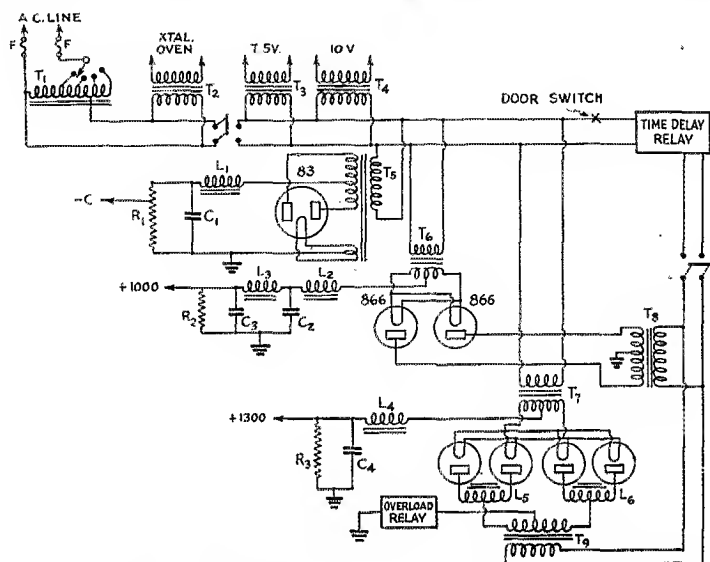 A C. LINE
F
F
T1
XTAL. OVEN
T2
7.5V.
T3
10 V
T4
DOOR SWITCH
TIME DELAY RELAY
L1
83
T5
-C
R1
C1
T6
+1000
L3
L2
866
866
R2
C3
C2
T8
T7
+1300
L4
R3
C4
L5
L6
OVERLOAD RELAY
T9